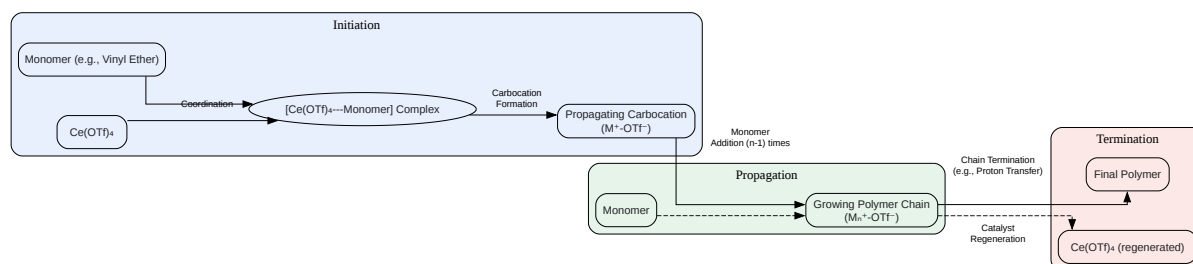 Initiation
Monomer (e.g., Vinyl Ether)
Coordination
Ce(OTf)₄
[Ce(OTf)₄---Monomer] Complex
Carbocation
Formation
Propagating Carbocation
(M⁺-OTf⁻)
Monomer
Addition (n-1) times
Propagation
Monomer
Growing Polymer Chain
(Mₙ⁺-OTf⁻)
Chain Termination
(e.g., Proton Transfer)
Catalyst
Regeneration
Termination
Final Polymer
Ce(OTf)₄ (regenerated)